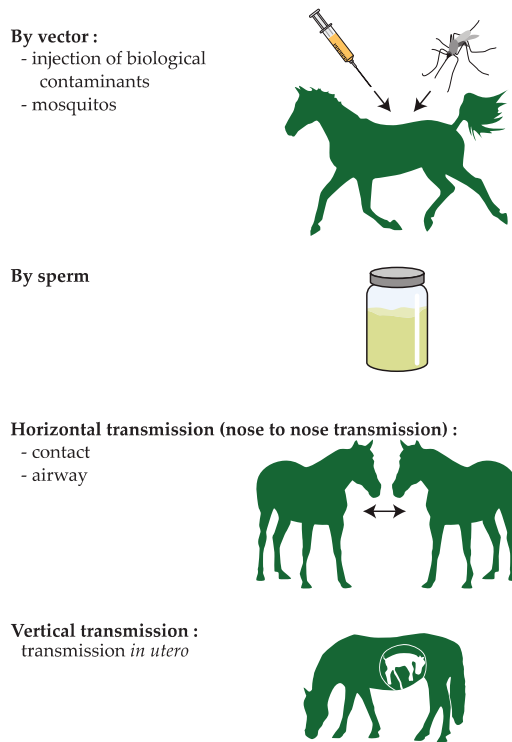 By vector :
- injection of biological
contaminants
- mosquitos
By sperm
Horizontal transmission (nose to nose transmission) :
- contact
- airway
Vertical transmission :
transmission in utero